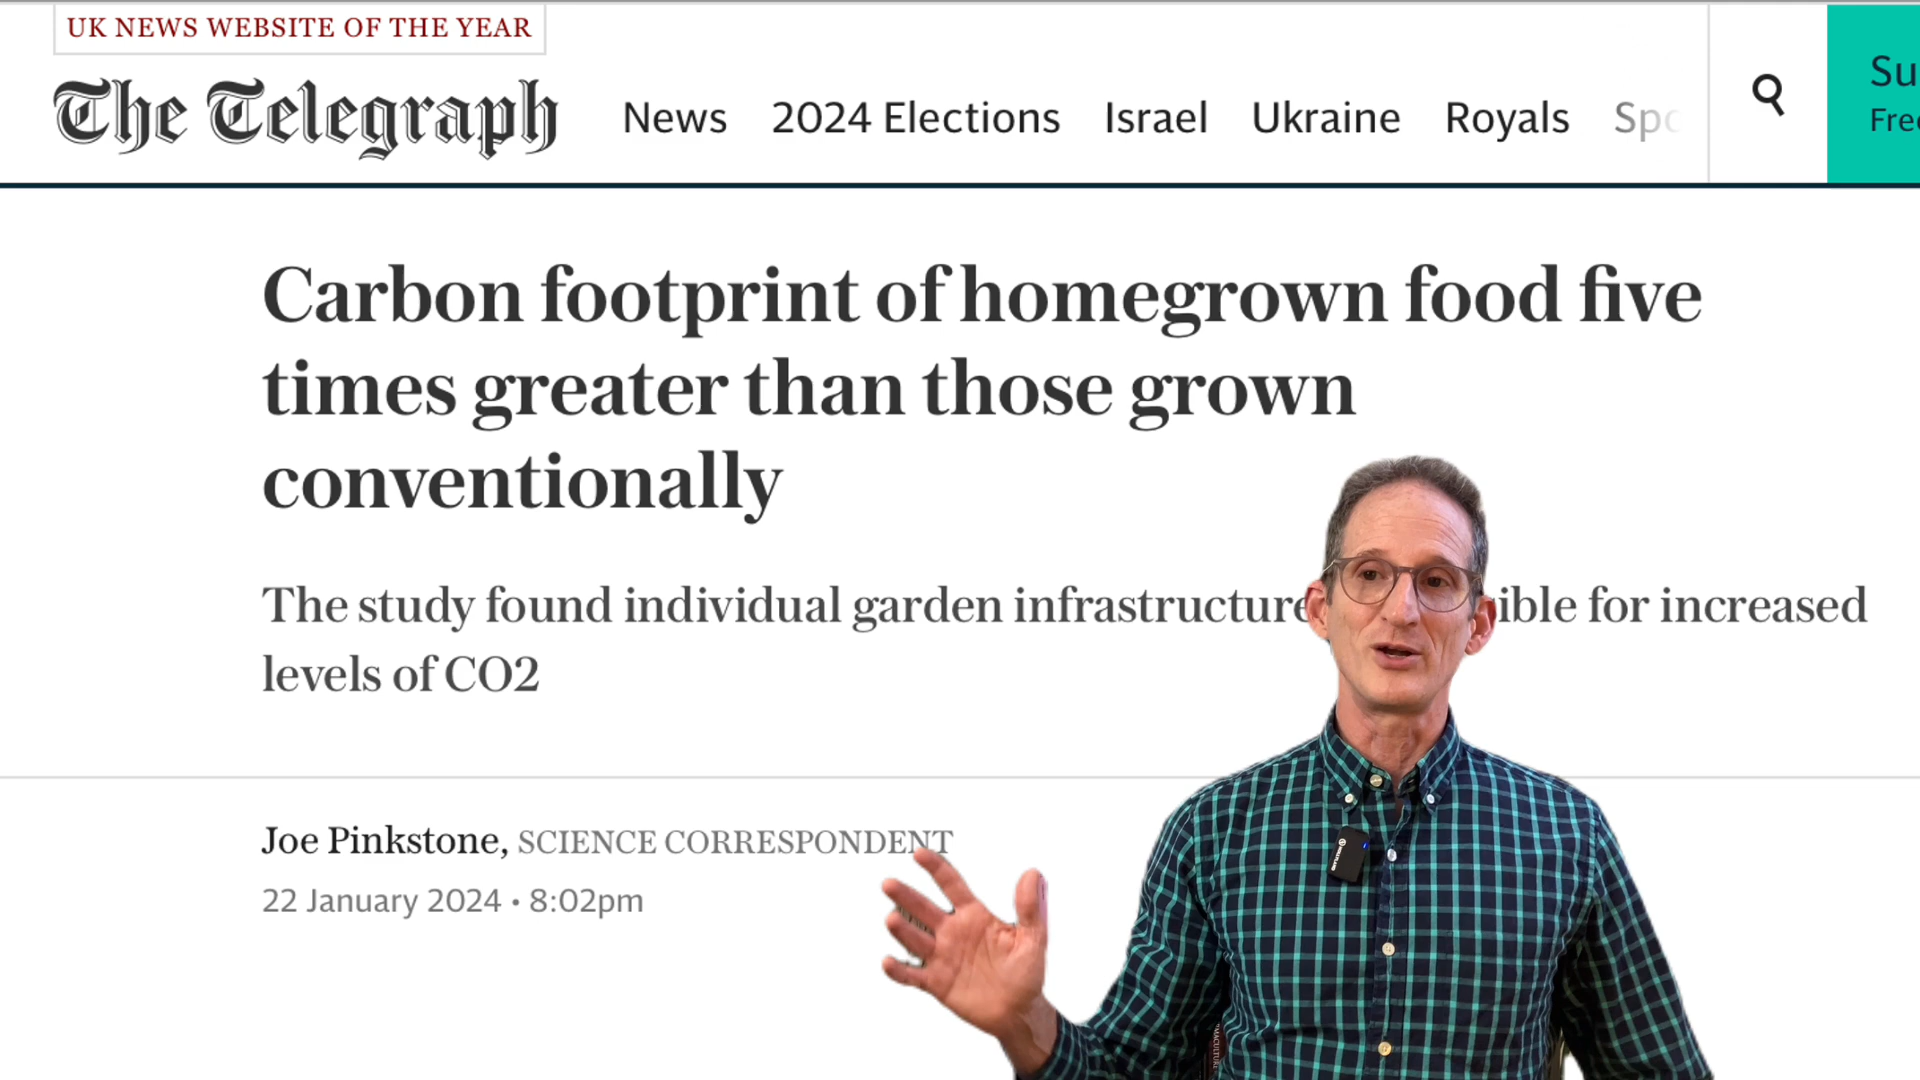 UK NEWS WEBSITE OF THE YEAR
The Telegraph
News 2024 Elections Israel Ukraine Royals
Carbon footprint of homegrown food five
times greater than those grown
conventionally
The study found individual garden infrastructure for increased
levels of CO2
Joe Pinkstone, SCIENCE CORRESPONDENT
22 January 2024 • 8:02pm